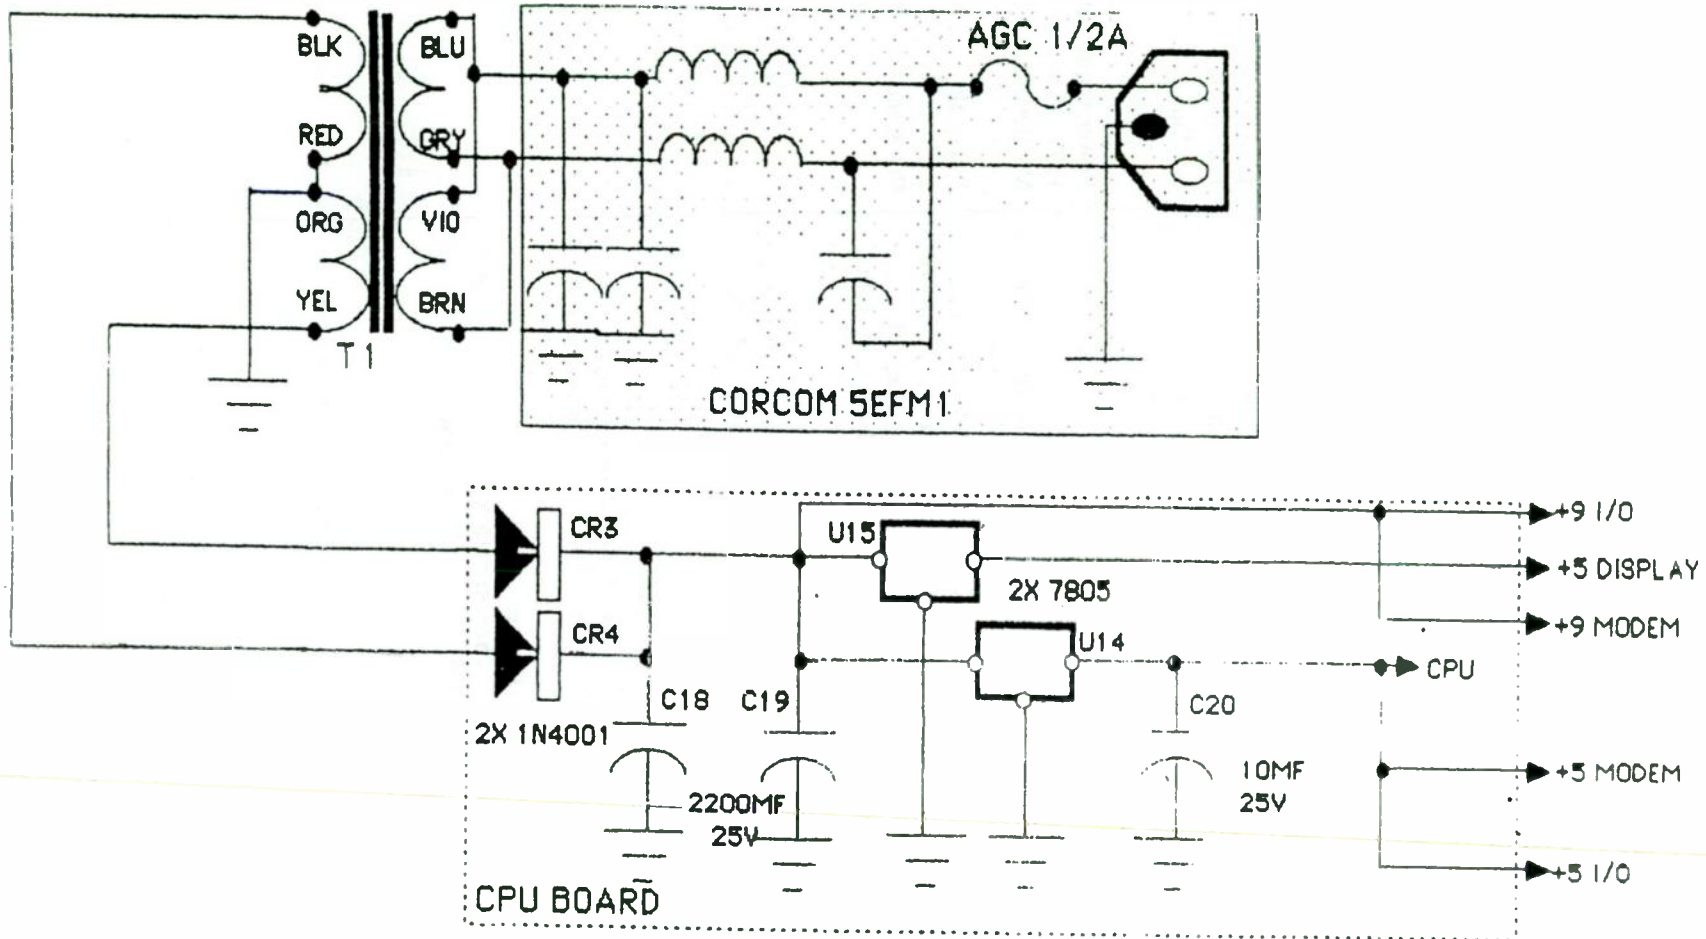 AGC 1/2A
BLK
BLU
RED
GRY
ORG
VIO
YEL
BRN
T1
CORCOM 5EFM1
CR3
U15
+9 I/O
+5 DISPLAY
2X 7805
CR4
U14
+9 MODEM
CPU
C18
C19
C20
2X 1N4001
10MF
25V
+5 MODEM
2200MF
25V
+5 I/O
CPU BOARD